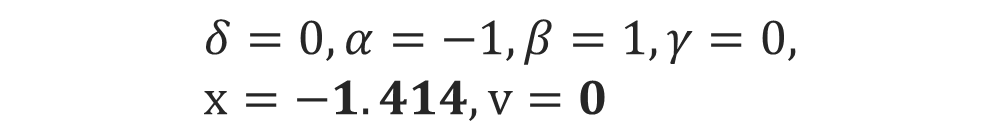 𝛿 = 0, 𝛼 = −1, 𝛽 = 1, 𝛾 = 0,
x = −1.414, v = 0